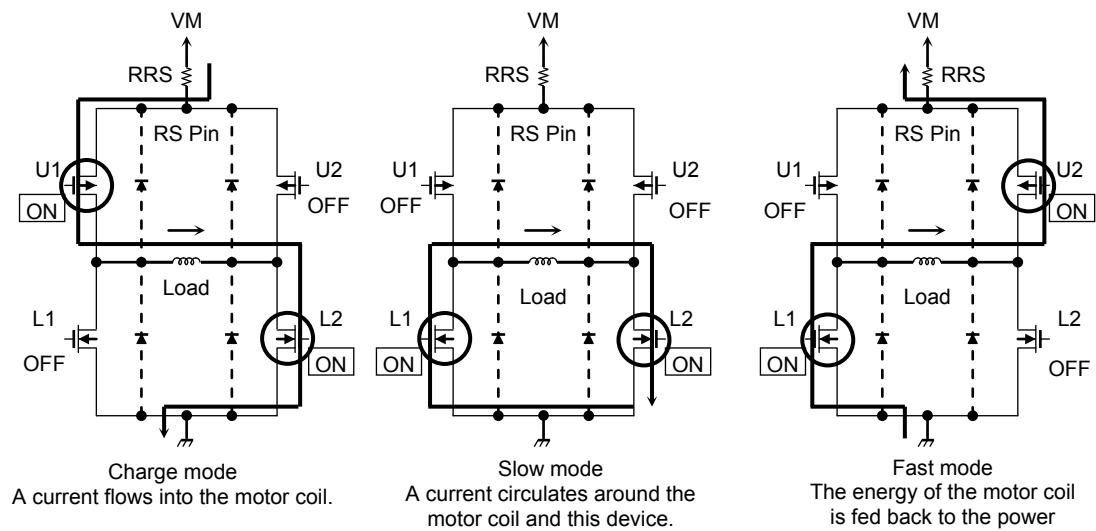 VM
RRS
RS Pin
U1
ON
U2
OFF
Load
L1
OFF
L2
ON
Charge mode
A current flows into the motor coil.
VM
RRS
RS Pin
U1
OFF
U2
OFF
Load
L1
ON
L2
ON
Slow mode
A current circulates around the
motor coil and this device.
VM
RRS
RS Pin
U1
OFF
U2
ON
Load
L1
ON
L2
OFF
Fast mode
The energy of the motor coil
is fed back to the power